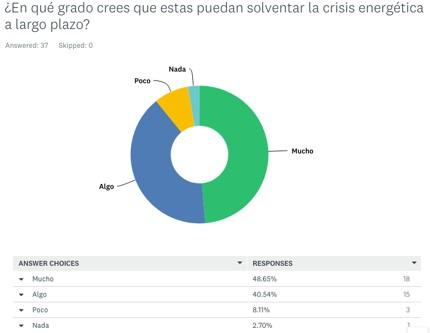 ¿En qué grado crees que estas puedan solventar la crisis energética
a largo plazo?
Answered: 37 Skipped: 0
Nada
Poco
Mucho
Algo
ANSWER CHOICES RESPONSES
Mucho 48.65% 18
Algo 40.54% 15
Poco 8.11% 3
Nada 2.70% 1